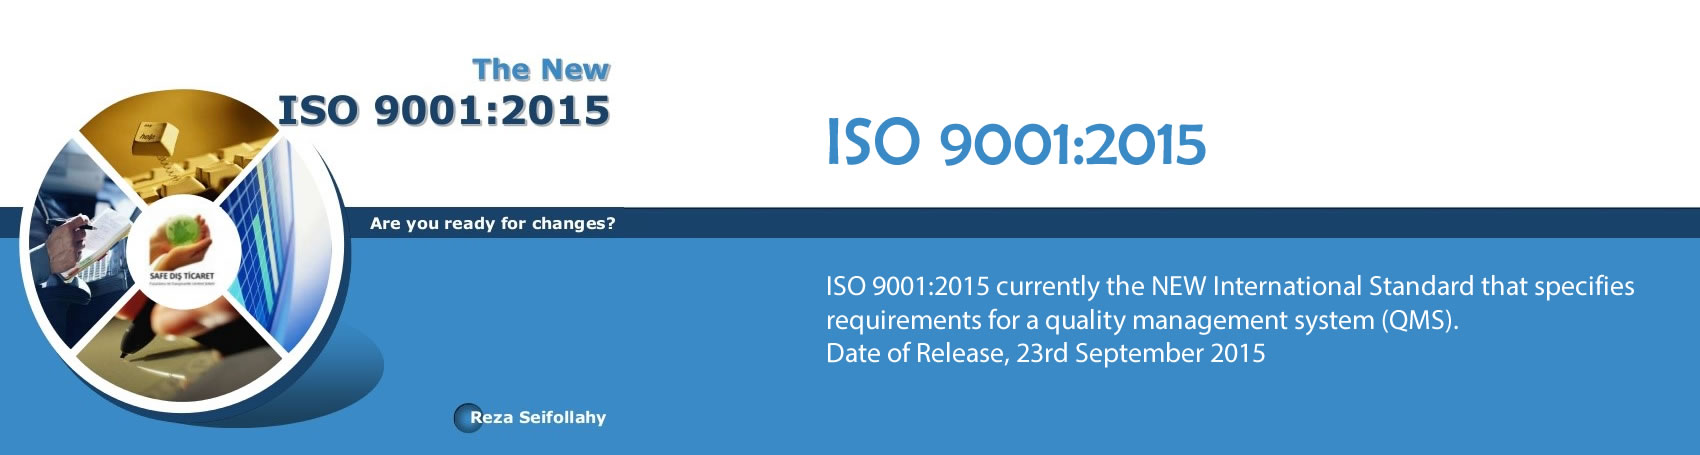 The New
ISO 9001:2015
Are you ready for changes?
help
SAFE DIŞ TİCARET
Reza Seifollahy
ISO 9001:2015
ISO 9001:2015 currently the NEW International Standard that specifies
requirements for a quality management system (QMS).
Date of Release, 23rd September 2015